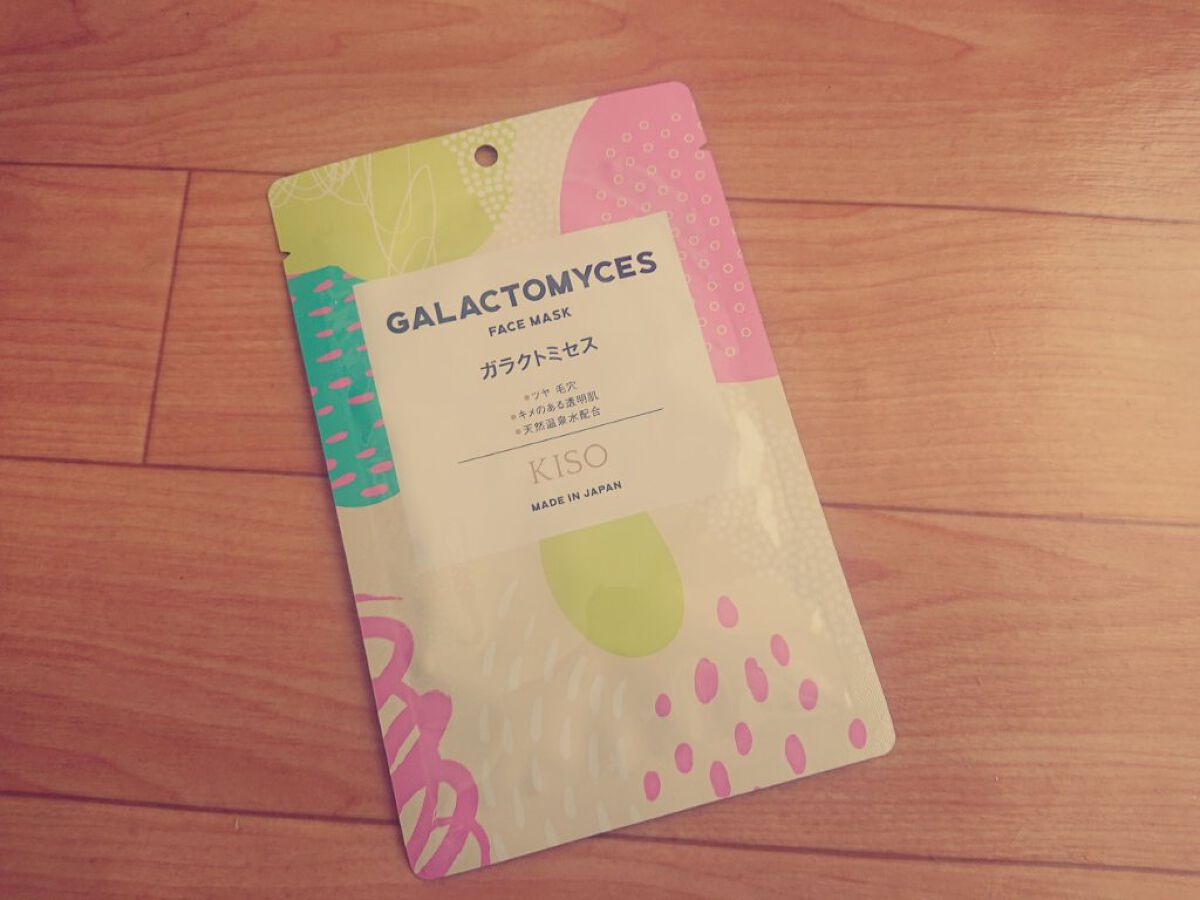 GALACTOMYCES
FACE MASK
ガラクトミセス
●ツヤ 毛穴
●キメのある透明肌
●天然温泉水配合
KISO
MADE IN JAPAN